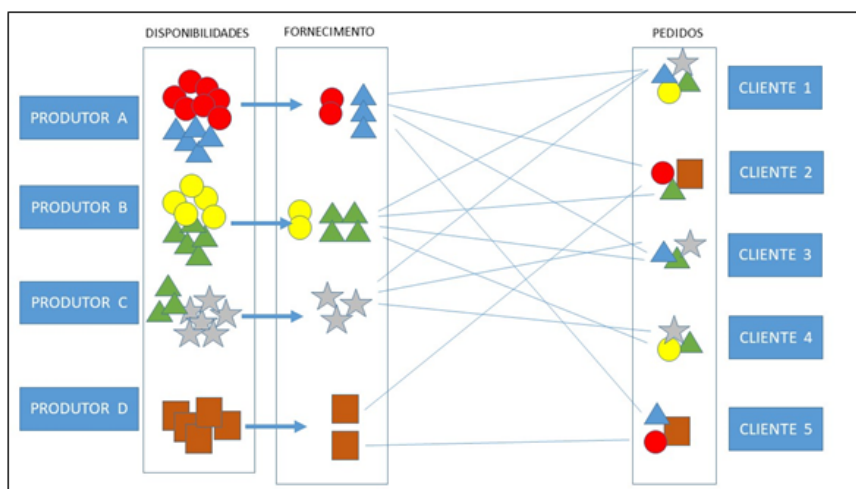 DISPONIBILIDADES
FORNECIMENTO
PEDIDOS
PRODUTOR A
PRODUTOR B
PRODUTOR C
PRODUTOR D
CLIENTE 1
CLIENTE 2
CLIENTE 3
CLIENTE 4
CLIENTE 5